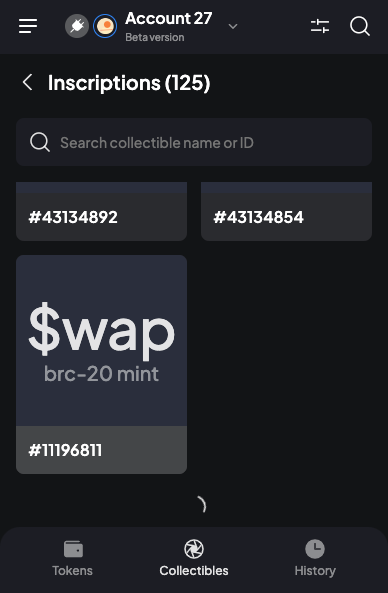 Account 27
Beta version
Inscriptions (125)
Search collectible name or ID
#43134892
#43134854
$wap
brc-20 mint
#11196811
Tokens
Collectibles
History